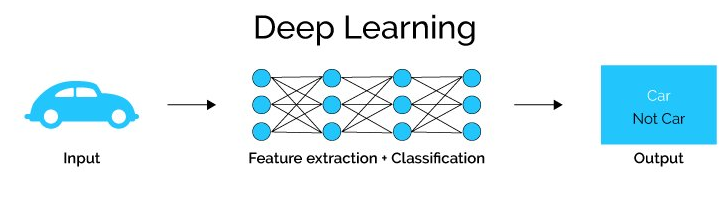 Deep Learning
Car
Not Car
Input
Feature extraction + Classification
Output